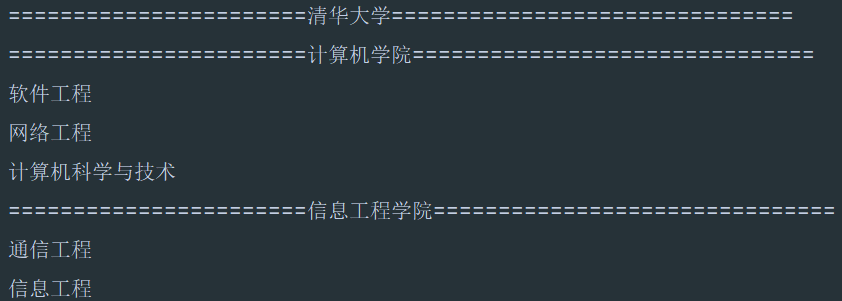 =======================清华大学===============================
=======================计算机学院===============================
软件工程
网络工程
计算机科学与技术
=======================信息工程学院===============================
通信工程
信息工程